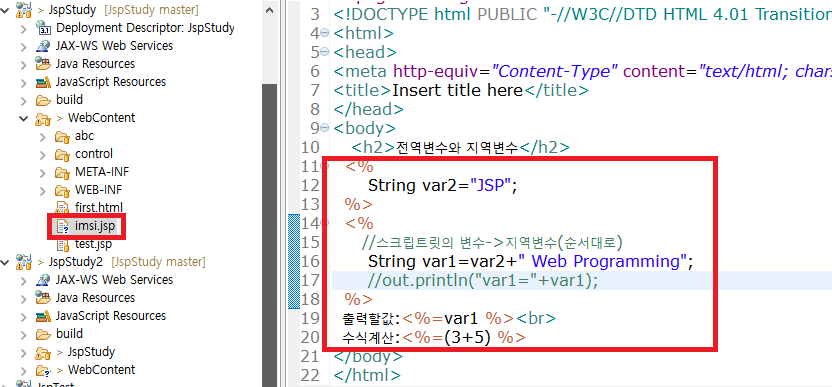 JspStudy [JspStudy master]
Deployment Descriptor: JspStudy
JAX-WS Web Services
Java Resources
JavaScript Resources
build
> WebContent
abc
control
META-INF
WEB-INF
first.html
imsi.jsp
test.jsp
JspStudy2 [JspStudy master]
JAX-WS Web Services
Java Resources
JavaScript Resources
build
> JspStudy
> WebContent
3 <!DOCTYPE html PUBLIC "-//W3C//DTD HTML 4.01 Transition
4 <html>
5 <head>
6 <meta http-equiv="Content-Type" content="text/html; chars
7 <title>Insert title here</title>
8 </head>
9 <body>
10 <h2>전역변수와 지역변수</h2>
11 <%
12 String var2="JSP";
13 %>
14 <%
15 //스크립트릿의 변수->지역변수(순서대로)
16 String var1=var2+" Web Programming";
17 //out.println("var1="+var1);
18 %>
19 출력할값:<%=var1 %><br>
20 수식계산:<%=(3+5) %>
21 </body>
22 </html>